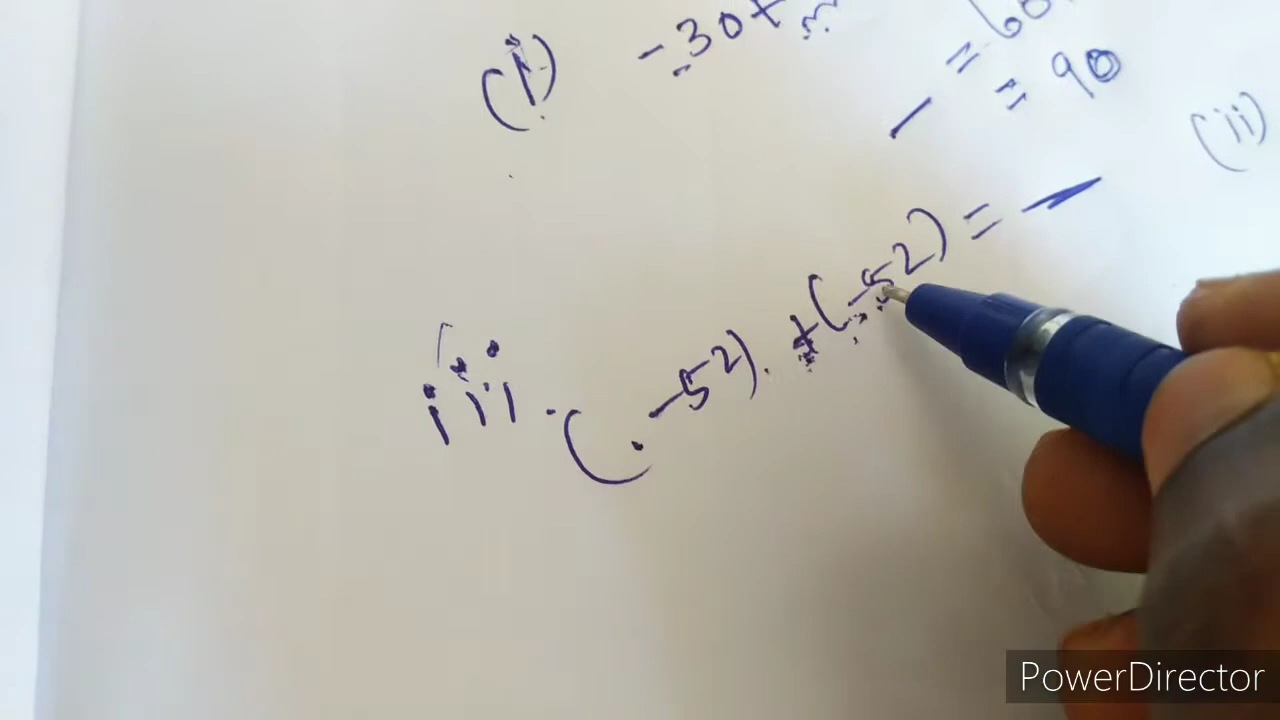 (i) -30+
= 60
= 90
(ii)
iii. (-52) + (-52) = -
PowerDirector